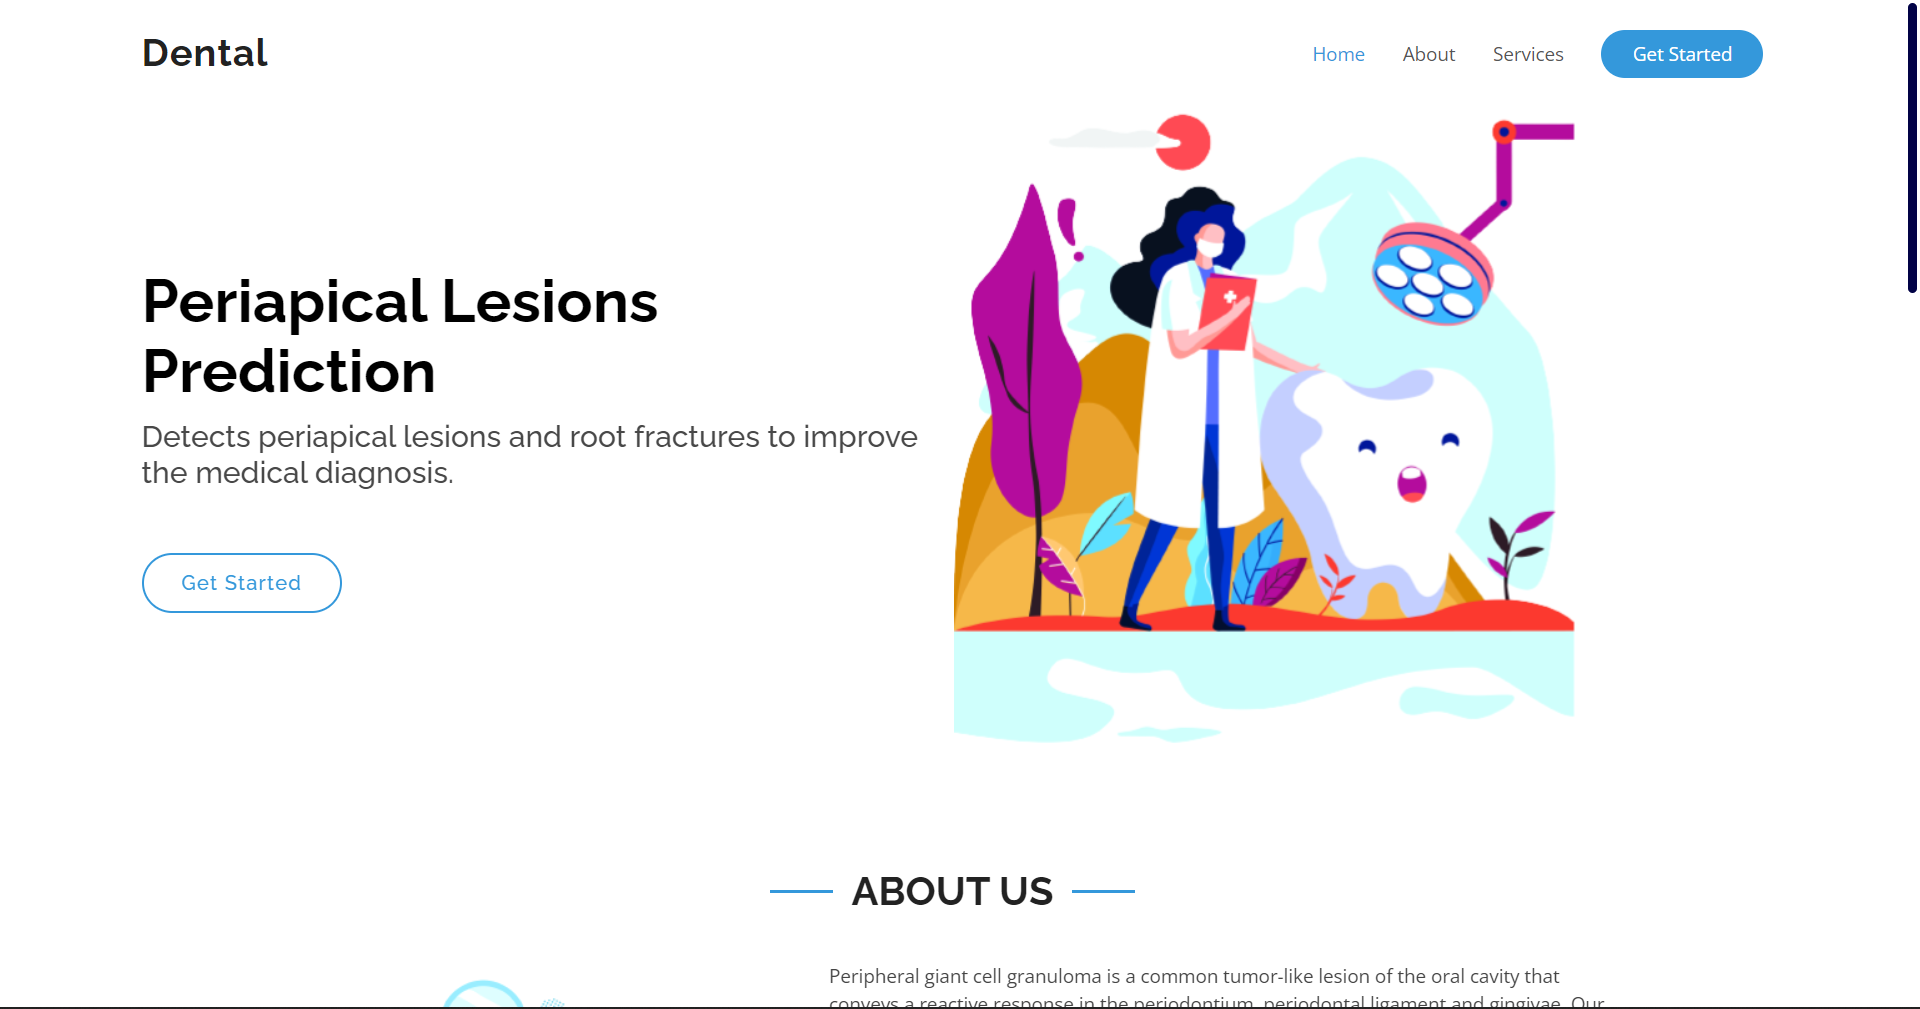 Dental
Home
About
Services
Get Started
Periapical Lesions
Prediction
Detects periapical lesions and root fractures to improve
the medical diagnosis.
Get Started
ABOUT US
Peripheral giant cell granuloma is a common tumor-like lesion of the oral cavity that
conveys a reactive response in the periodontium, periodontal ligament and gingivae. Our